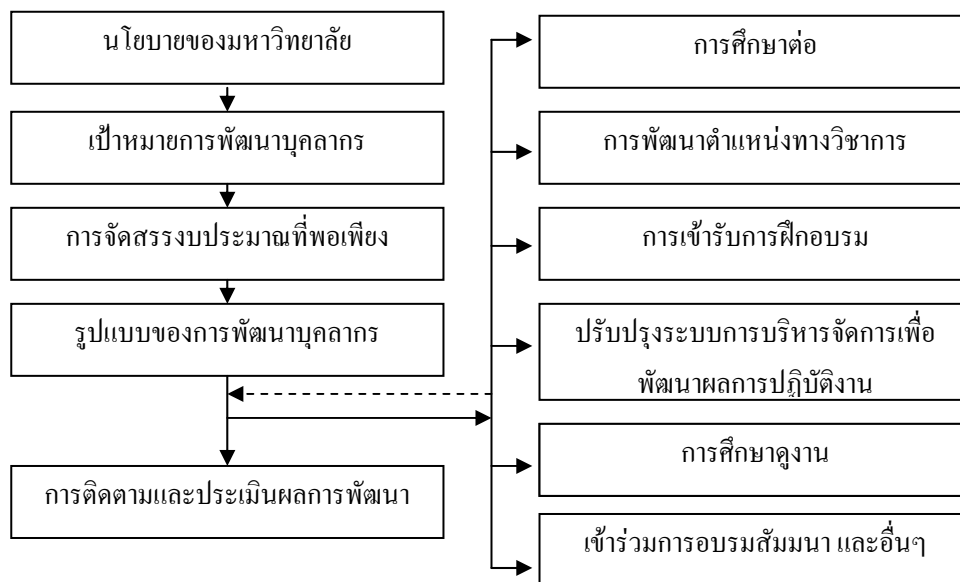 นโยบายของมหาวิทยาลัย
เป้าหมายการพัฒนาบุคลากร
การจัดสรรงบประมาณที่พอเพียง
รูปแบบของการพัฒนาบุคลากร
การติดตามและประเมินผลการพัฒนา
การศึกษาต่อ
การพัฒนาตำแหน่งทางวิชาการ
การเข้ารับการฝึกอบรม
ปรับปรุงระบบการบริหารจัดการเพื่อ
พัฒนาผลการปฏิบัติงาน
การศึกษาดูงาน
เข้าร่วมการอบรมสัมมนา และอื่นๆ